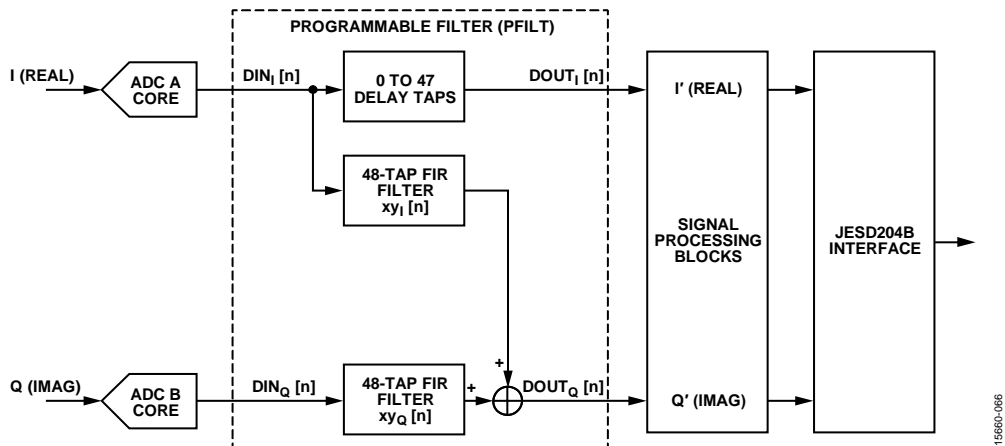 PROGRAMMABLE FILTER (PFILT)
I (REAL)
ADC A
CORE
DINI [n]
0 TO 47
DELAY TAPS
DOUTI [n]
I′ (REAL)
48-TAP FIR
FILTER
xyI [n]
SIGNAL
PROCESSING
BLOCKS
JESD204B
INTERFACE
Q (IMAG)
ADC B
CORE
DINQ [n]
48-TAP FIR
FILTER
xyQ [n]
+
+
DOUTQ [n]
Q′ (IMAG)
15660-066